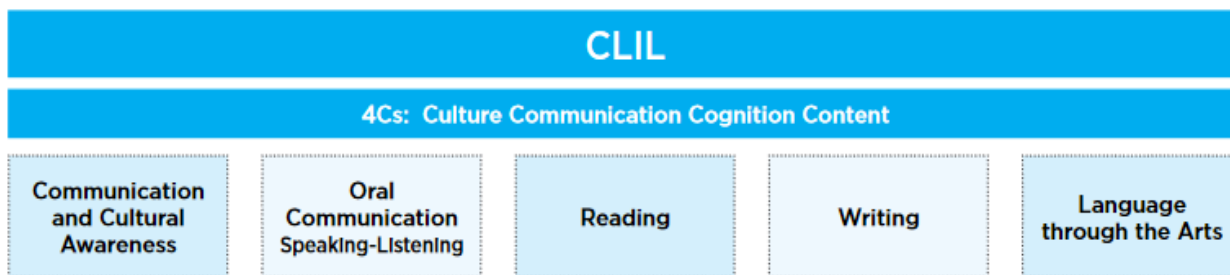 CLIL
4Cs: Culture Communication Cognition Content
Communication
and Cultural
Awareness
Oral
Communication
Speaking-Listening
Reading
Writing
Language
through the Arts